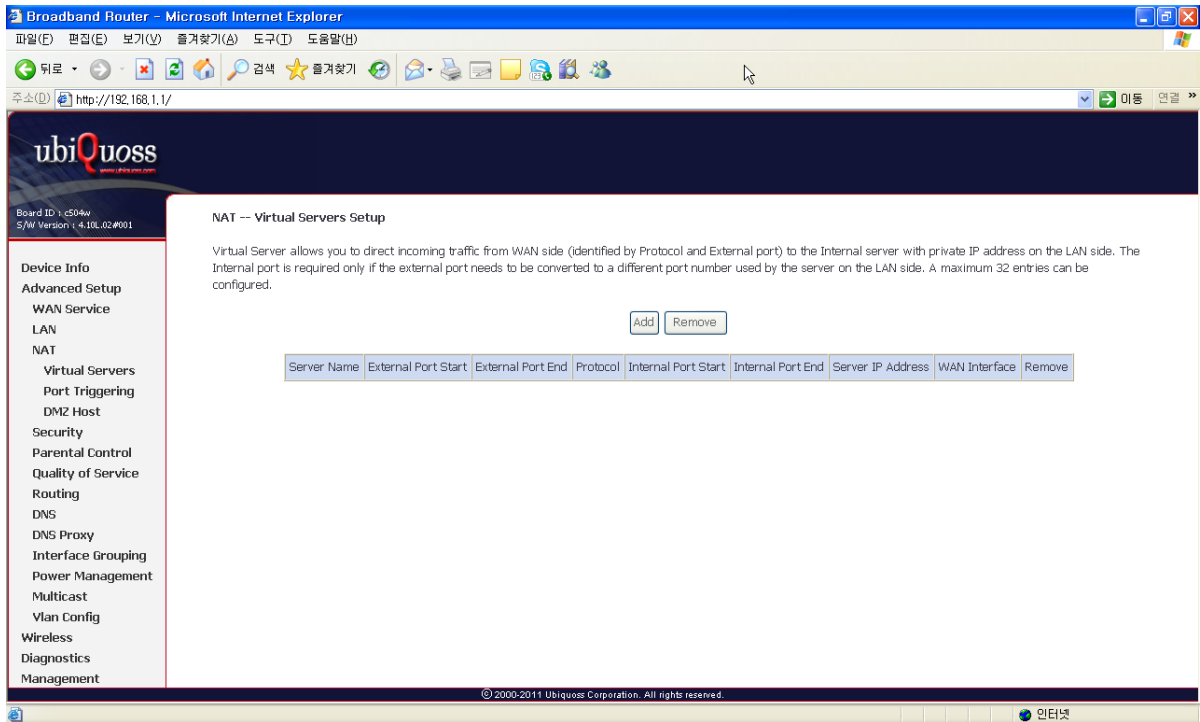 Broadband Router - Microsoft Internet Explorer
파일(F) 편집(E) 보기(V) 즐겨찾기(A) 도구(T) 도움말(H)
뒤로 검색 즐겨찾기
주소(D) http://192.168.1.1/ 이동 연결 »
ubiQuoss
www.ubiquoss.com
Board ID : c504w
S/W Version : 4.10L.02#001
Device Info
Advanced Setup
WAN Service
LAN
NAT
Virtual Servers
Port Triggering
DMZ Host
Security
Parental Control
Quality of Service
Routing
DNS
DNS Proxy
Interface Grouping
Power Management
Multicast
Vlan Config
Wireless
Diagnostics
Management
NAT -- Virtual Servers Setup
Virtual Server allows you to direct incoming traffic from WAN side (identified by Protocol and External port) to the Internal server with private IP address on the LAN side. The
Internal port is required only if the external port needs to be converted to a different port number used by the server on the LAN side. A maximum 32 entries can be
configured.
Add Remove
Server Name External Port Start External Port End Protocol Internal Port Start Internal Port End Server IP Address WAN Interface Remove
© 2000-2011 Ubiquoss Corporation. All rights reserved.
인터넷